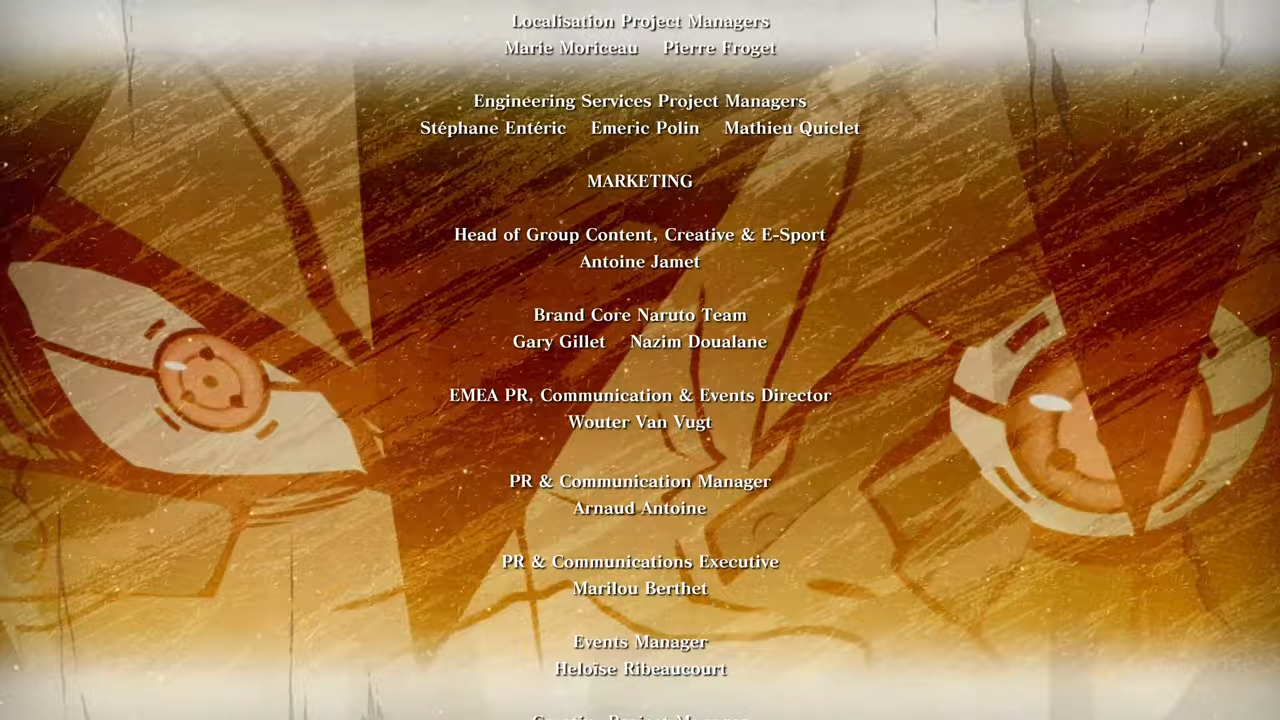 Localisation Project Managers
Marie Moriceau Pierre Froget
Engineering Services Project Managers
Stéphane Entéric Emeric Polin Mathieu Quiclet
MARKETING
Head of Group Content, Creative & E-Sport
Antoine Jamet
Brand Core Naruto Team
Gary Gillet Nazim Doualane
EMEA PR, Communication & Events Director
Wouter Van Vugt
PR & Communication Manager
Arnaud Antoine
PR & Communications Executive
Marilou Berthet
Events Manager
Heloïse Ribeaucourt